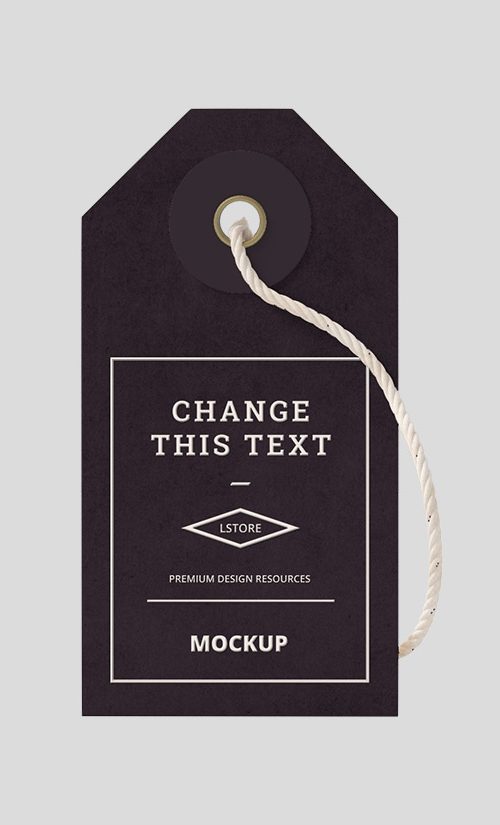 CHANGE
THIS TEXT
LSTORE
PREMIUM DESIGN RESOURCES
MOCKUP